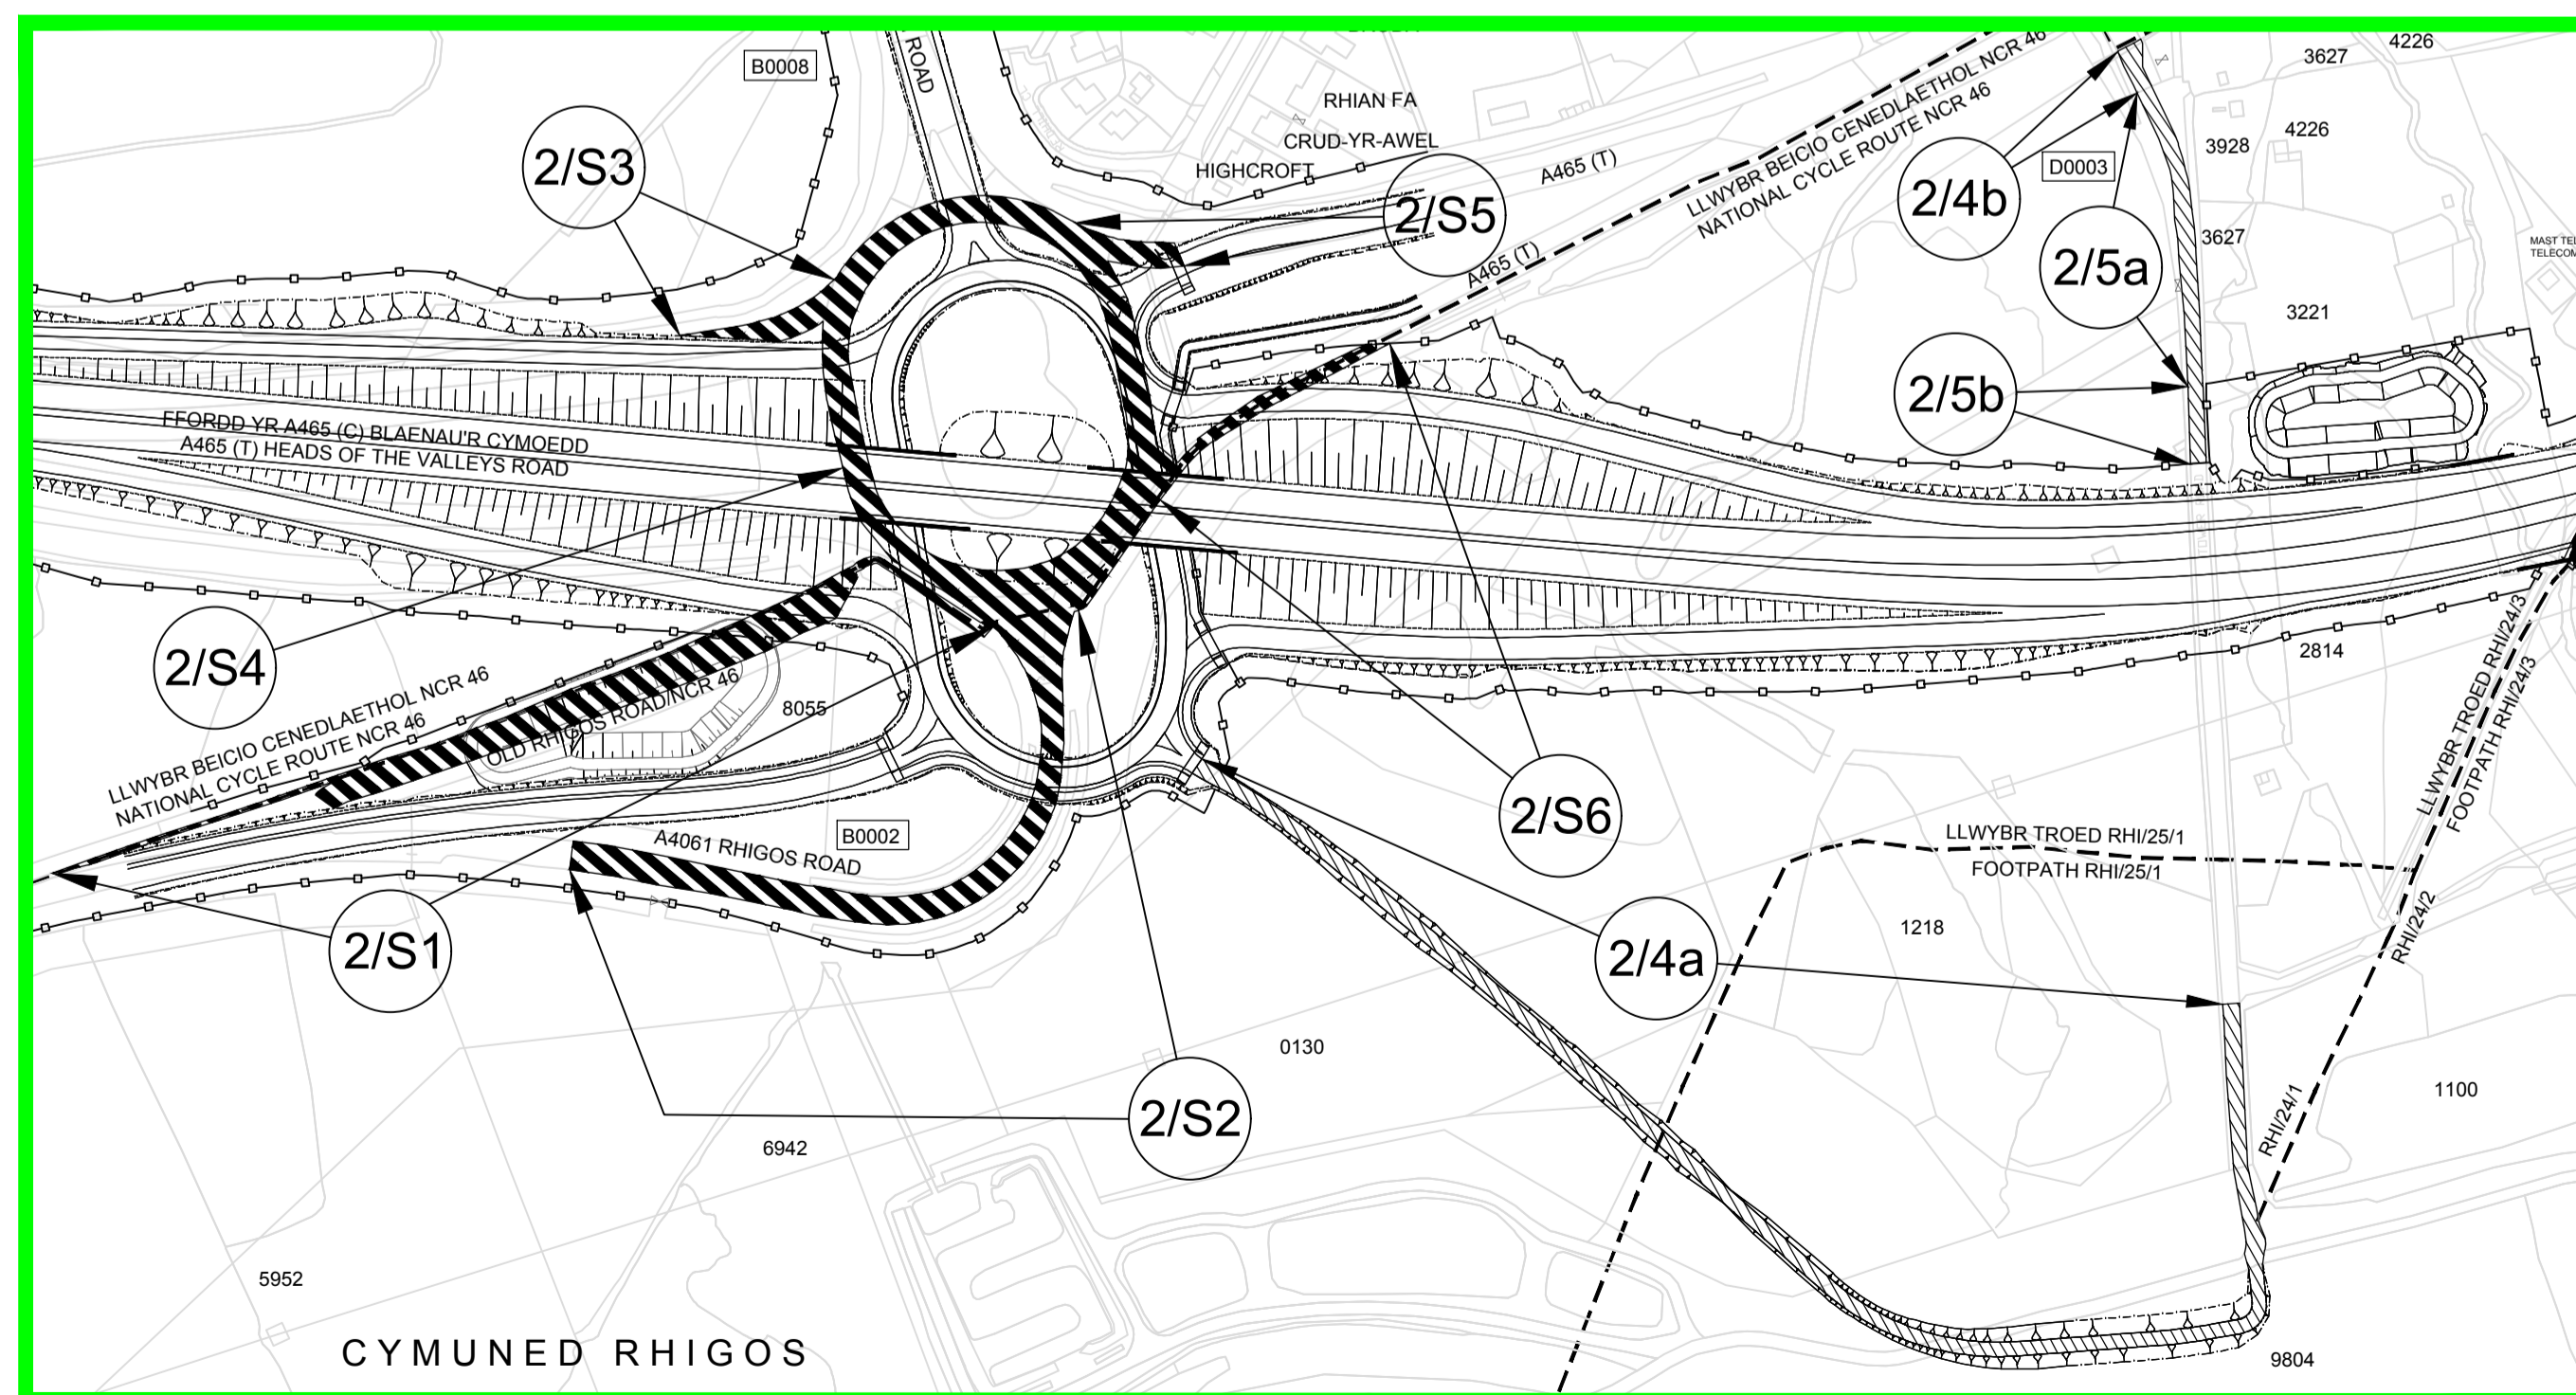 B0008
ROAD
RHIAN FA
CRUD-YR-AWEL
HIGHCROFT
A465 (T)
A465 (T)
LLWYBR BEICIO CENEDLAETHOL NCR 46
NATIONAL CYCLE ROUTE NCR 46
4226
3627
3928
4226
D0003
3627
3221
MAST TEL
TELECOM
2/S3
2/S5
2/4b
2/5a
2/5b
FFORDD YR A465 (C) BLAENAU'R CYMOEDD
A465 (T) HEADS OF THE VALLEYS ROAD
2/S4
LLWYBR BEICIO CENEDLAETHOL NCR 46
NATIONAL CYCLE ROUTE NCR 46
OLD RHIGOS ROAD/NCR 46
8055
A4061 RHIGOS ROAD
B0002
2/S1
2/S6
2/4a
2/S2
2814
LLWYBR TROED RHI/24/3
FOOTPATH RHI/24/3
LLWYBR TROED RHI/25/1
FOOTPATH RHI/25/1
RHI/24/2
1218
RHI/24/1
1100
0130
6942
5952
9804
CYMUNED RHIGOS